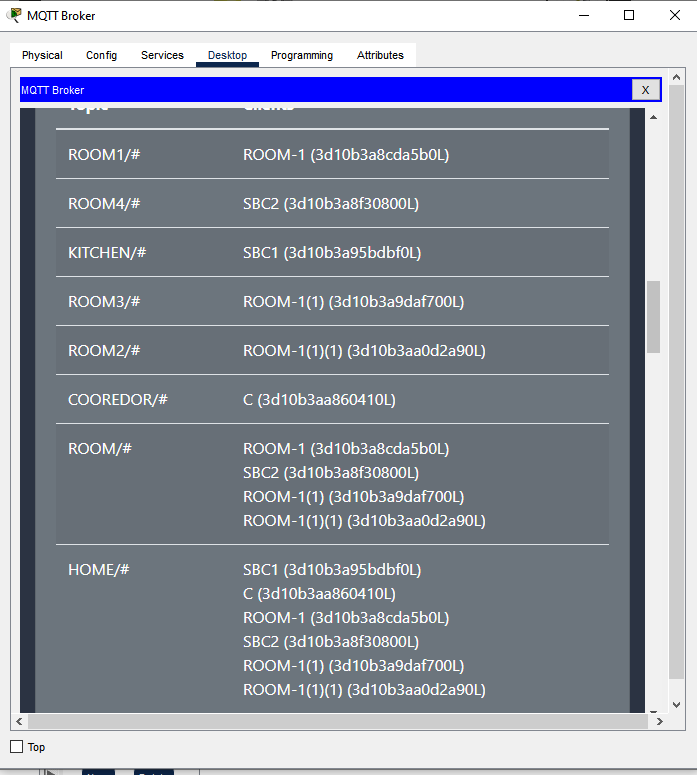 MQTT Broker
Physical Config Services Desktop Programming Attributes
MQTT Broker X
Topic Clients
ROOM1/# ROOM-1 (3d10b3a8cda5b0L)
ROOM4/# SBC2 (3d10b3a8f30800L)
KITCHEN/# SBC1 (3d10b3a95bdbf0L)
ROOM3/# ROOM-1(1) (3d10b3a9daf700L)
ROOM2/# ROOM-1(1)(1) (3d10b3aa0d2a90L)
COOREDOR/# C (3d10b3aa860410L)
ROOM/# ROOM-1 (3d10b3a8cda5b0L)
SBC2 (3d10b3a8f30800L)
ROOM-1(1) (3d10b3a9daf700L)
ROOM-1(1)(1) (3d10b3aa0d2a90L)
HOME/# SBC1 (3d10b3a95bdbf0L)
C (3d10b3aa860410L)
ROOM-1 (3d10b3a8cda5b0L)
SBC2 (3d10b3a8f30800L)
ROOM-1(1) (3d10b3a9daf700L)
ROOM-1(1)(1) (3d10b3aa0d2a90L)
Top